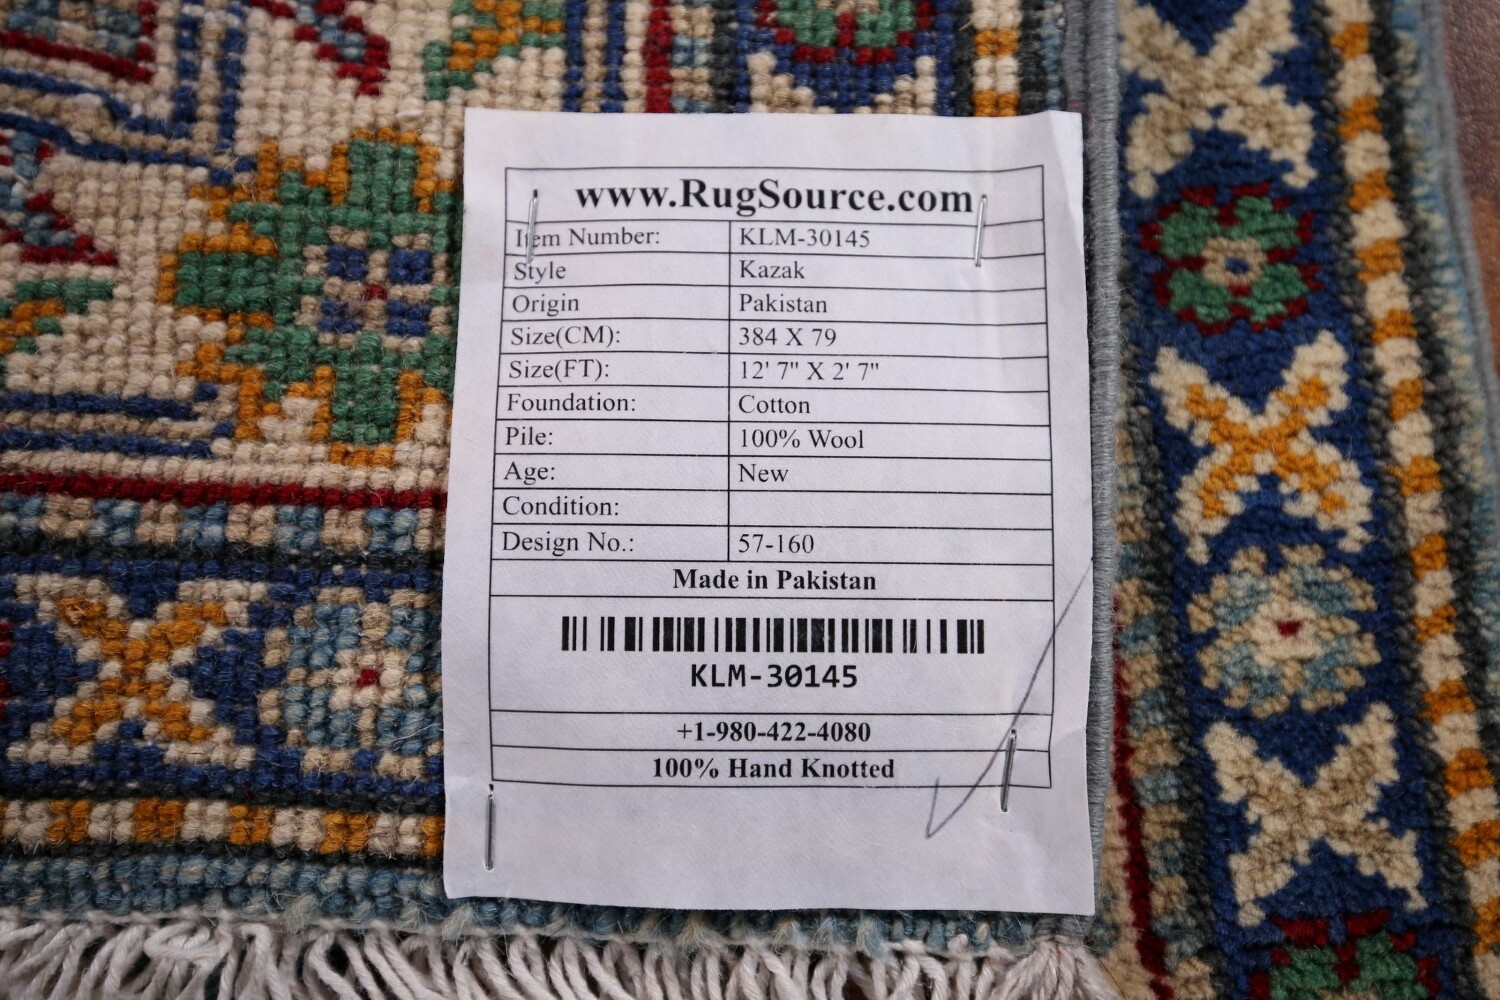 www.RugSource.com
Item Number: KLM-30145
Style Kazak
Origin Pakistan
Size(CM): 384 X 79
Size(FT): 12' 7" X 2' 7"
Foundation: Cotton
Pile: 100% Wool
Age: New
Condition:
Design No.: 57-160
Made in Pakistan
KLM-30145
+1-980-422-4080
100% Hand Knotted